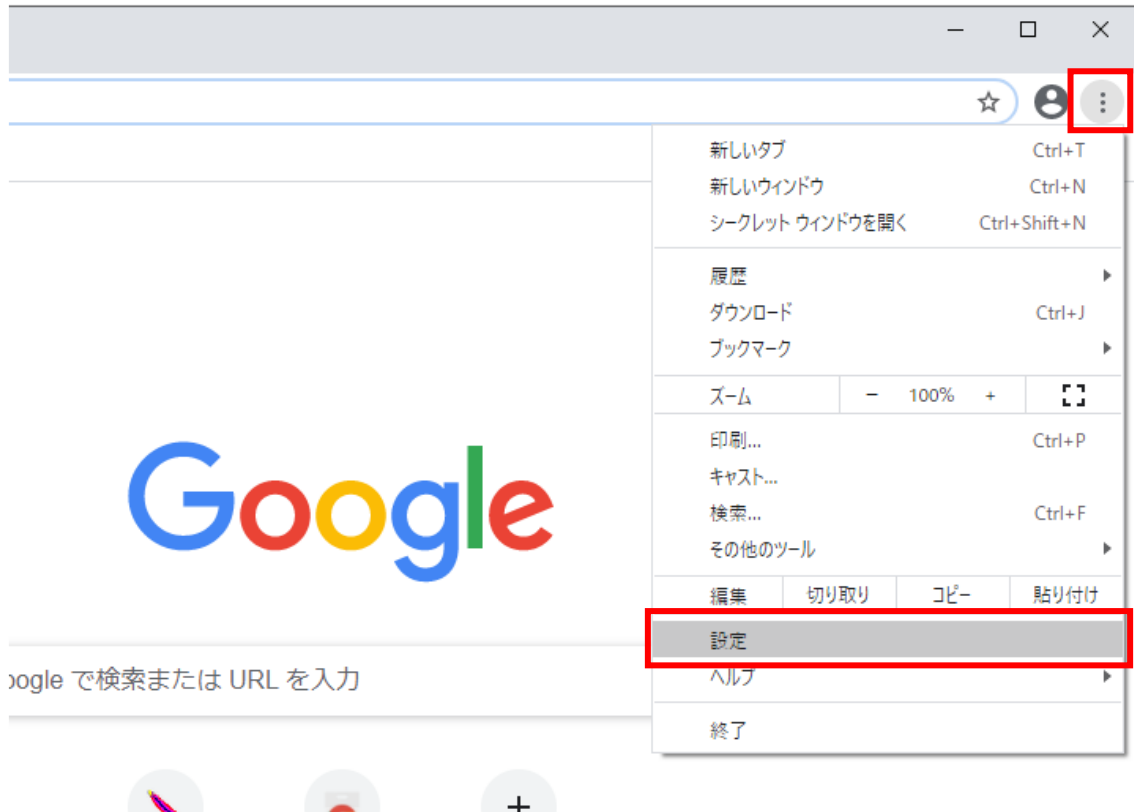 新しいタブ Ctrl+T
新しいウィンドウ Ctrl+N
シークレット ウィンドウを開く Ctrl+Shift+N
履歴
ダウンロード Ctrl+J
ブックマーク
ズーム − 100% +
印刷... Ctrl+P
キャスト...
検索... Ctrl+F
その他のツール
編集 切り取り コピー 貼り付け
設定
ヘルプ
終了
Google
oogle で検索または URL を入力